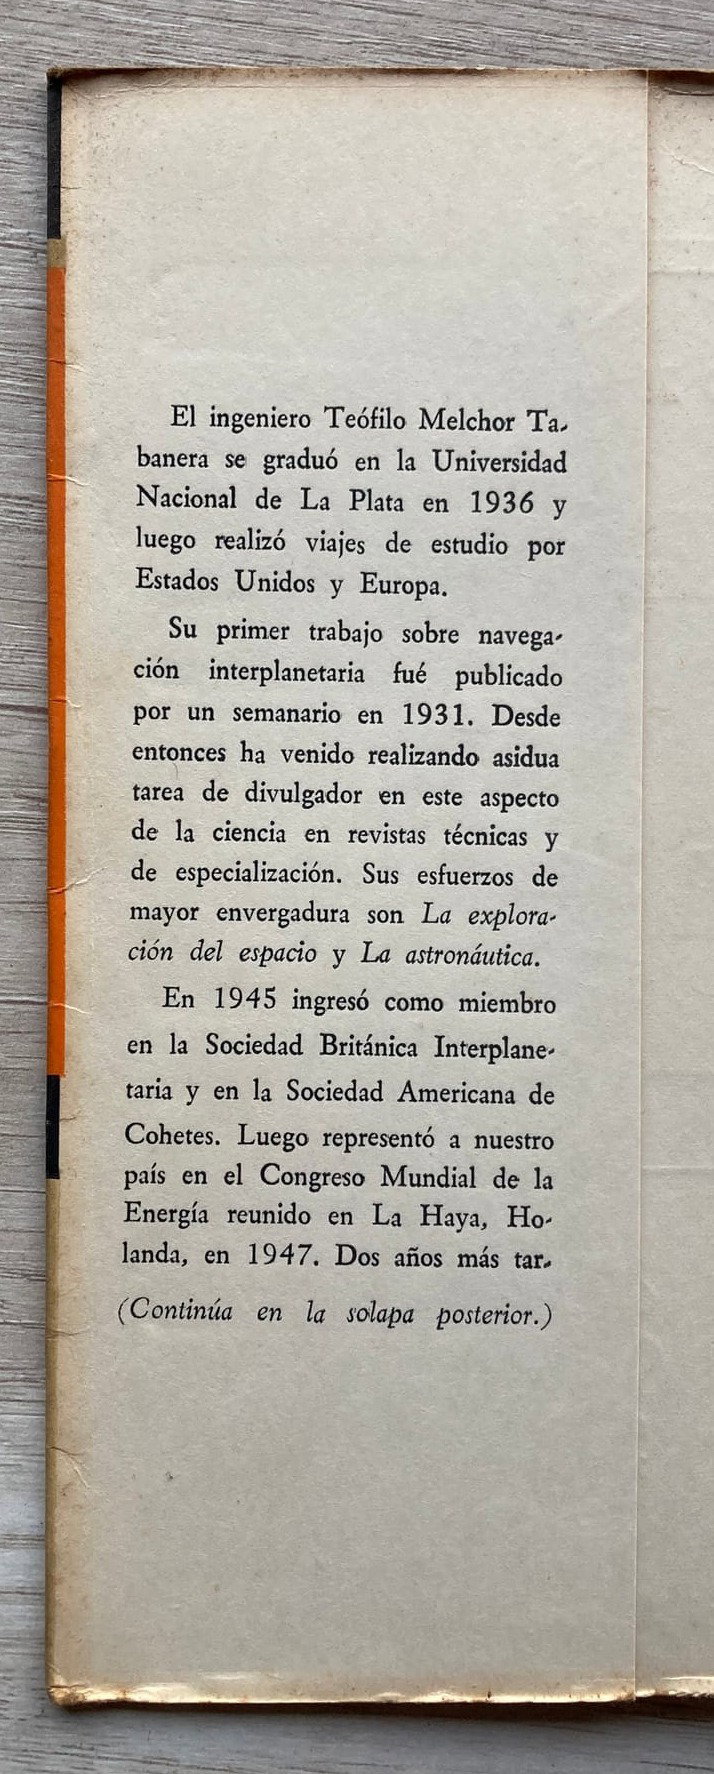 El ingeniero Teófilo Melchor Ta-
banera se graduó en la Universidad
Nacional de La Plata en 1936 y
luego realizó viajes de estudio por
Estados Unidos y Europa.
Su primer trabajo sobre navega-
ción interplanetaria fué publicado
por un semanario en 1931. Desde
entonces ha venido realizando asidua
tarea de divulgador en este aspecto
de la ciencia en revistas técnicas y
de especialización. Sus esfuerzos de
mayor envergadura son La explora-
ción del espacio y La astronáutica.
En 1945 ingresó como miembro
en la Sociedad Británica Interplane-
taria y en la Sociedad Americana de
Cohetes. Luego representó a nuestro
país en el Congreso Mundial de la
Energía reunido en La Haya, Ho-
landa, en 1947. Dos años más tar-
(Continúa en la solapa posterior.)